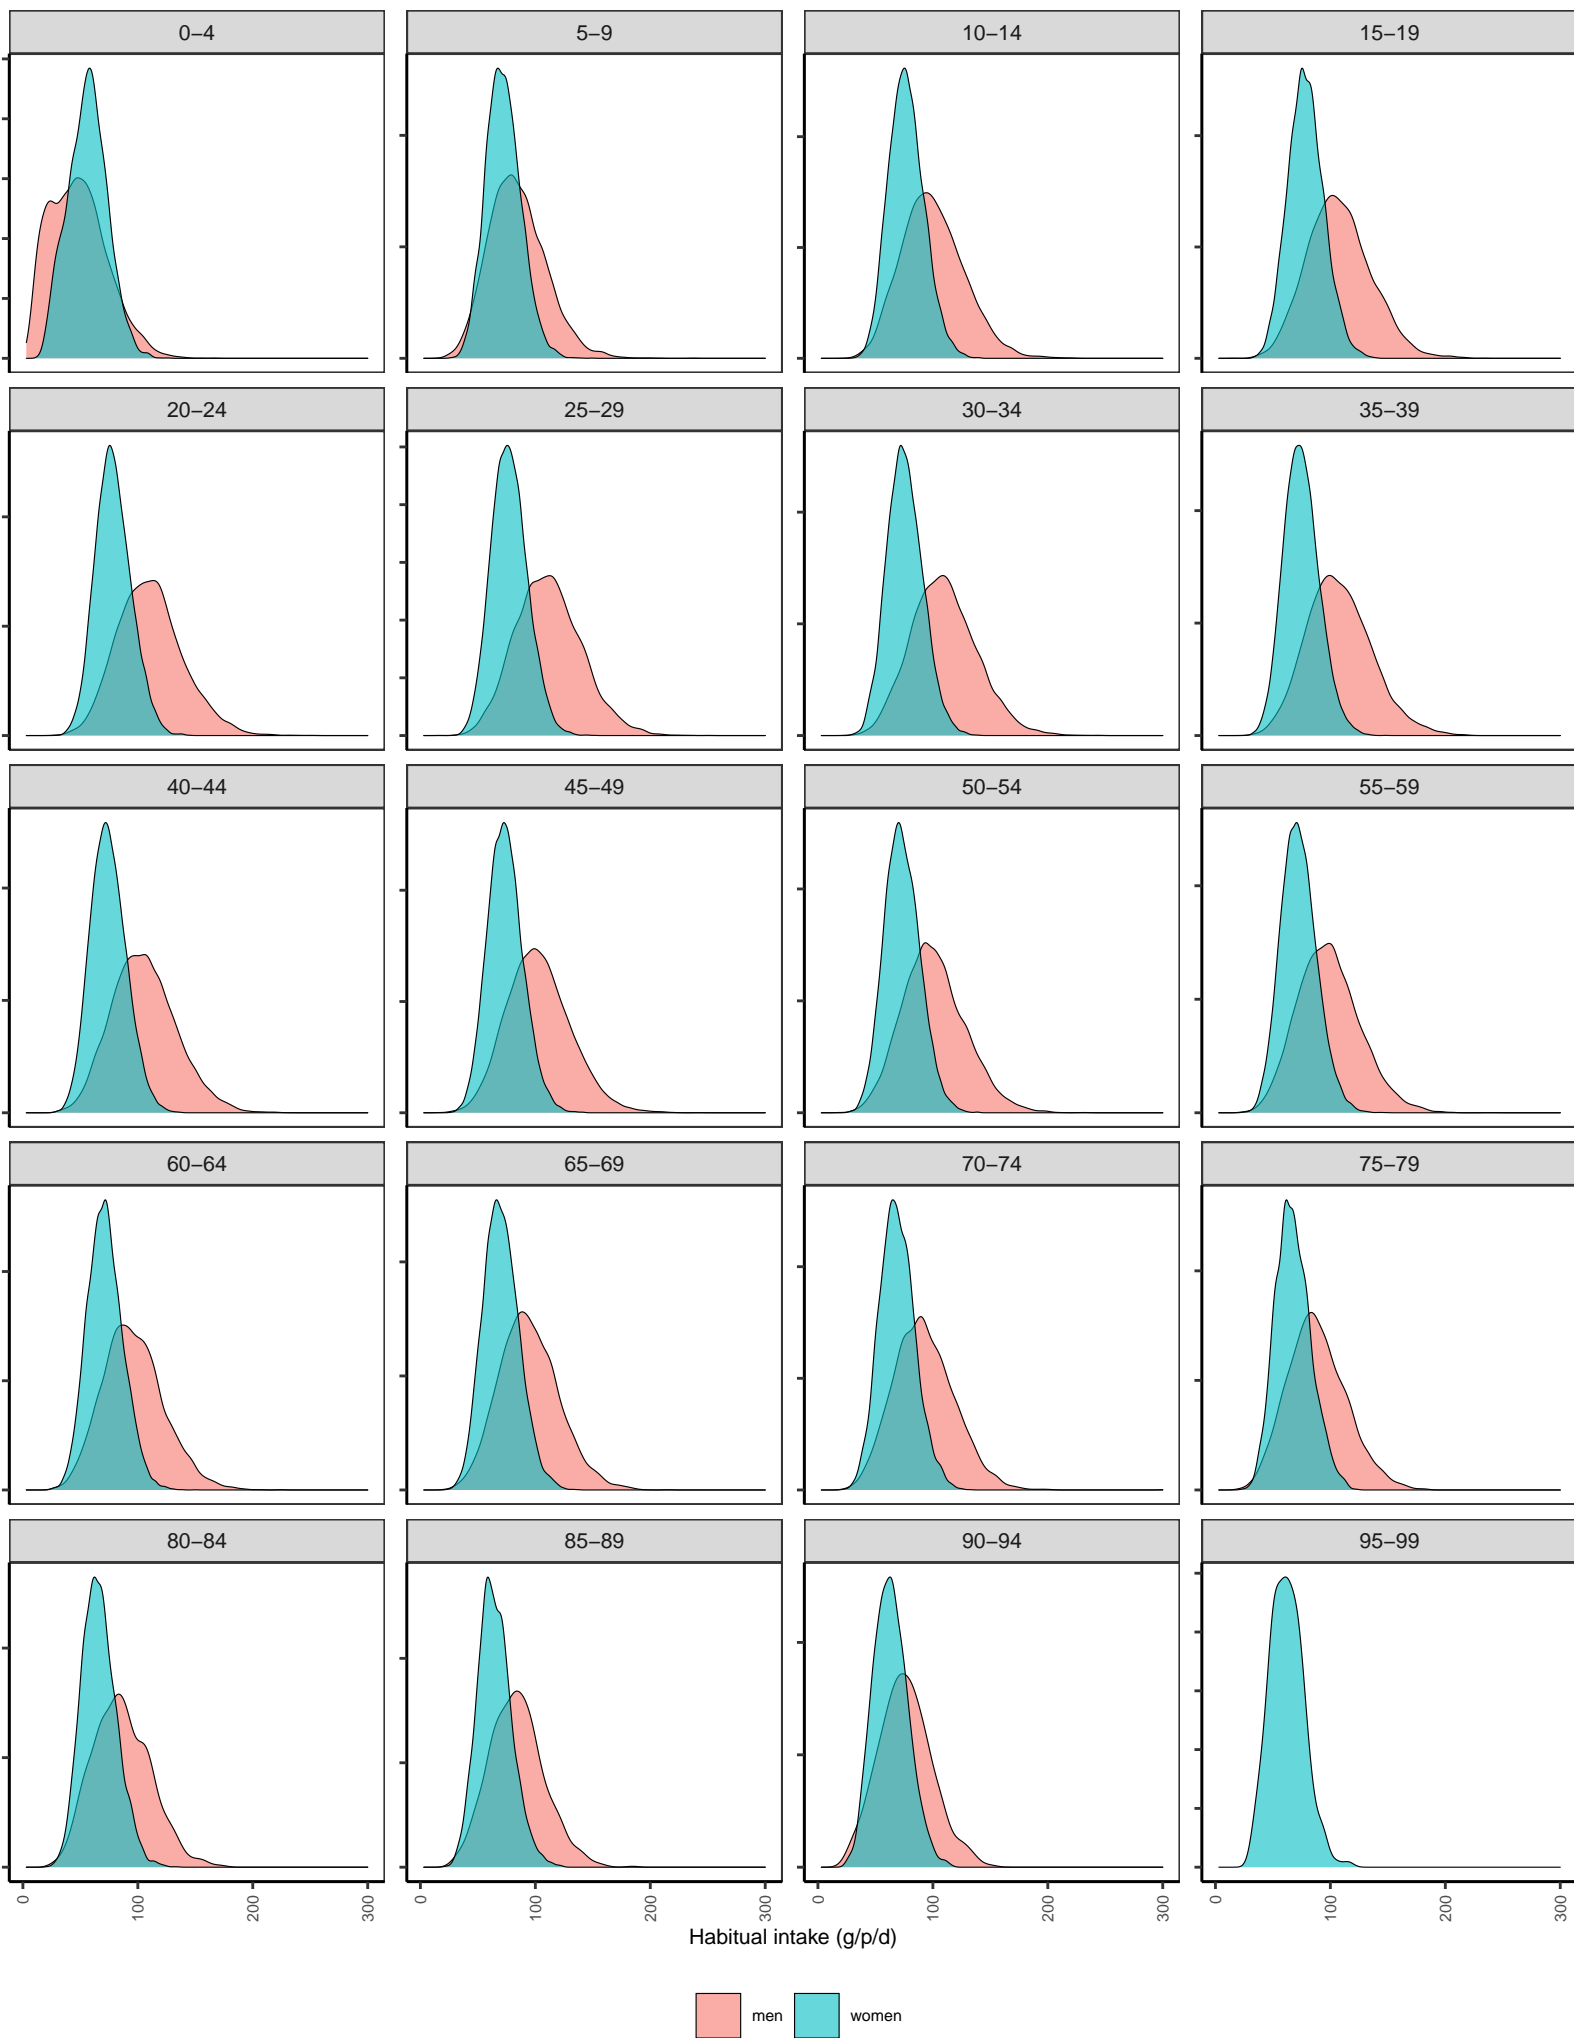 0–4 5–9 10–14 15–19
20–24 25–29 30–34 35–39
40–44 45–49 50–54 55–59
60–64 65–69 70–74 75–79
80–84 85–89 90–94 95–99
0 100 200 300 0 100 200 300 0 100 200 300 0 100 200 300
Habitual intake (g/p/d)
men women